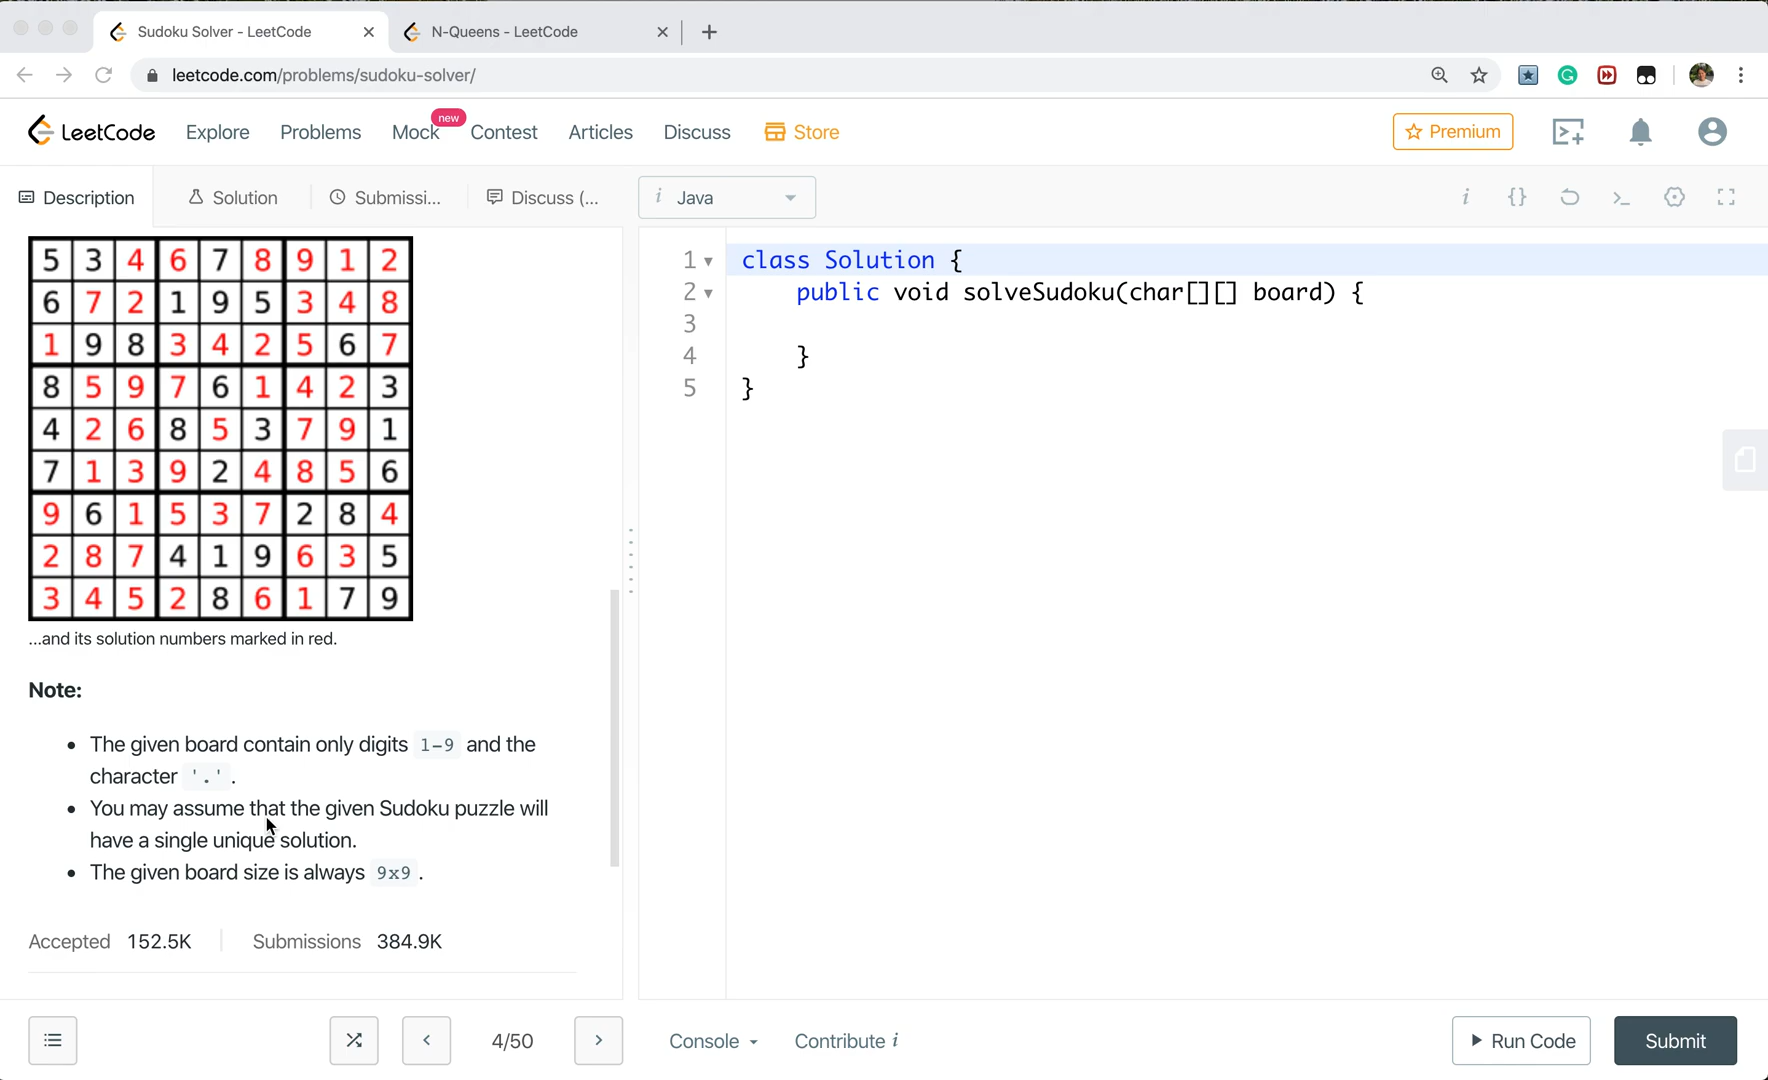 Sudoku Solver - LeetCode
N-Queens - LeetCode
leetcode.com/problems/sudoku-solver/
LeetCode Explore Problems Mock new Contest Articles Discuss Store Premium
Description Solution Submissi... Discuss (... i Java i {}
5 3 4 6 7 8 9 1 2
6 7 2 1 9 5 3 4 8
1 9 8 3 4 2 5 6 7
8 5 9 7 6 1 4 2 3
4 2 6 8 5 3 7 9 1
7 1 3 9 2 4 8 5 6
9 6 1 5 3 7 2 8 4
2 8 7 4 1 9 6 3 5
3 4 5 2 8 6 1 7 9
...and its solution numbers marked in red.
Note:
• The given board contain only digits 1-9 and the
character '.'.
• You may assume that the given Sudoku puzzle will
have a single unique solution.
• The given board size is always 9x9.
Accepted 152.5K Submissions 384.9K
1 class Solution {
2 public void solveSudoku(char[][] board) {
3
4 }
5 }
4/50 Console Contribute i Run Code Submit